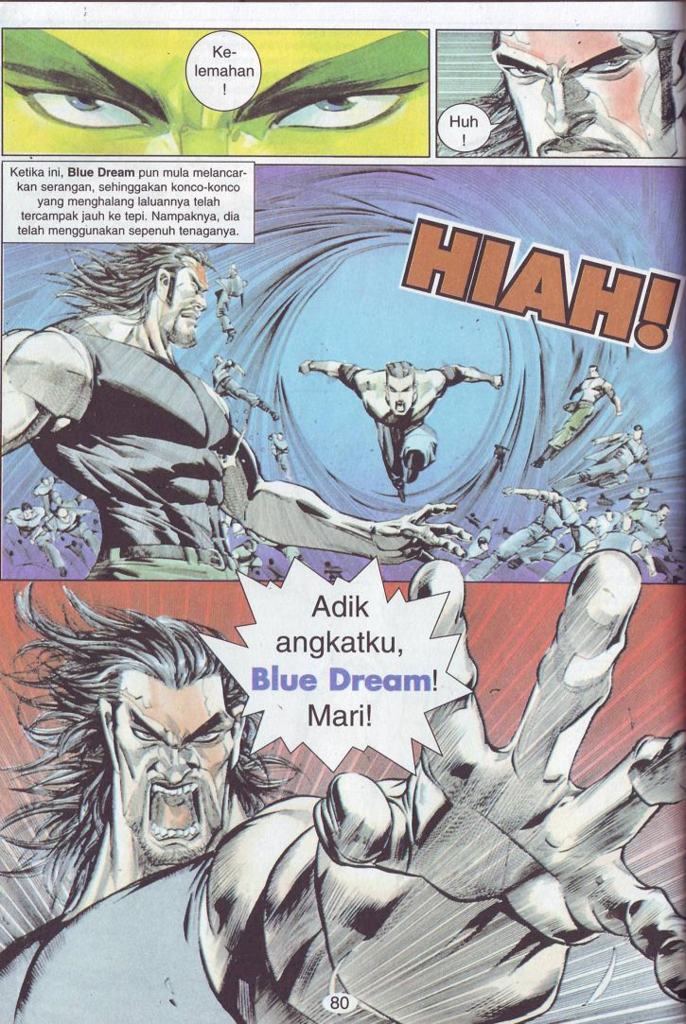 Ke-
lemahan
!
Huh
!
Ketika ini, Blue Dream pun mula melancar-
kan serangan, sehinggakan konco-konco
yang menghalang laluannya telah
tercampak jauh ke tepi. Nampaknya, dia
telah menggunakan sepenuh tenaganya.
HIAH!
Adik
angkatku,
Blue Dream!
Mari!
80